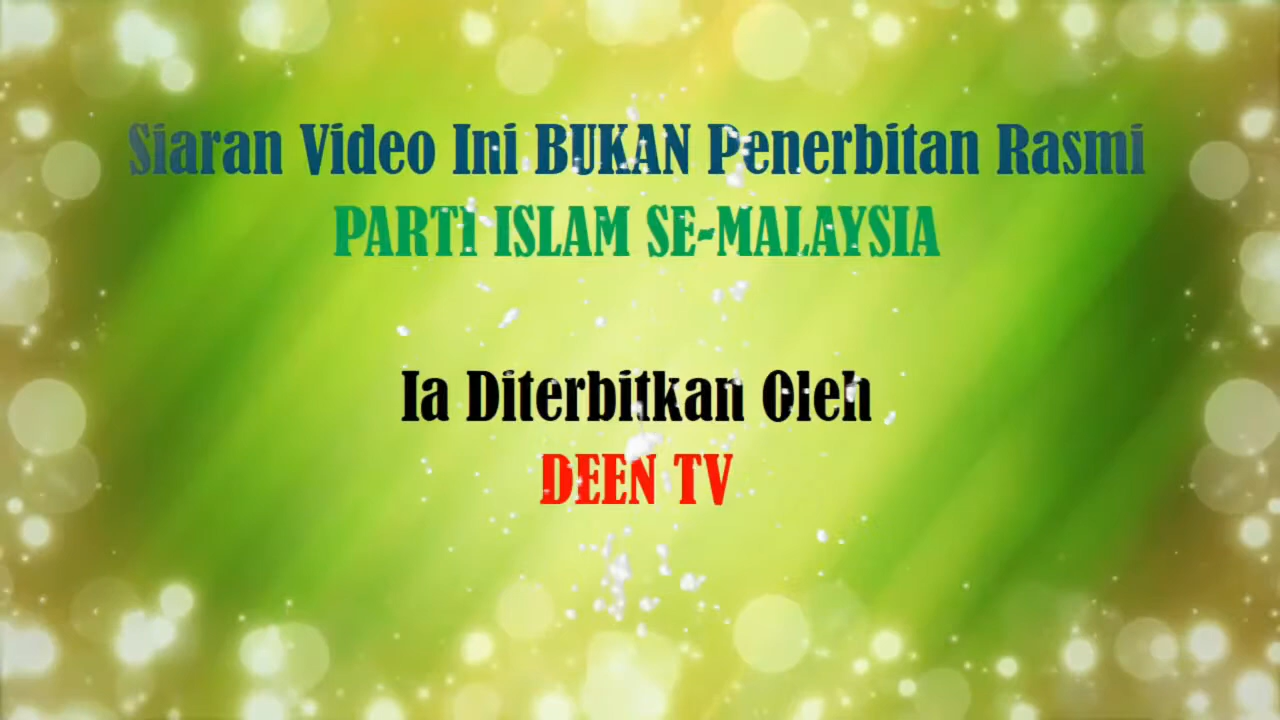 Siaran Video Ini BUKAN Penerbitan Rasmi
PARTI ISLAM SE-MALAYSIA
Ia Diterbitkan Oleh
DEEN TV